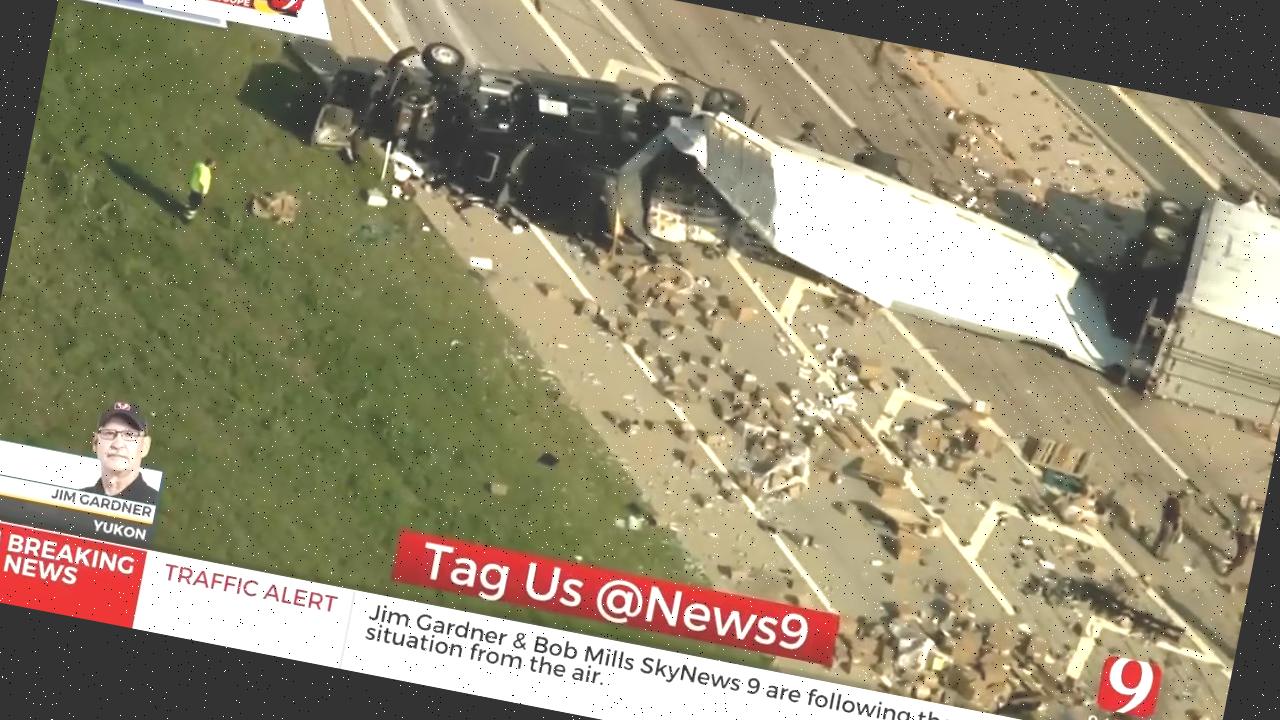 JIM GARDNER
YUKON
BREAKING
NEWS
TRAFFIC ALERT
Tag Us @News9
Jim Gardner & Bob Mills SkyNews 9 are following
situation from the air.
9